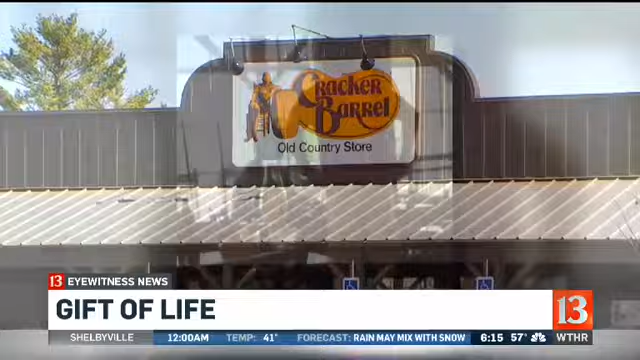 Cracker
Barrel
Old Country Store
13 EYEWITNESS NEWS
GIFT OF LIFE
13
SHELBYVILLE 12:00AM TEMP: 41° FORECAST: RAIN MAY MIX WITH SNOW 6:15 57° WTHR